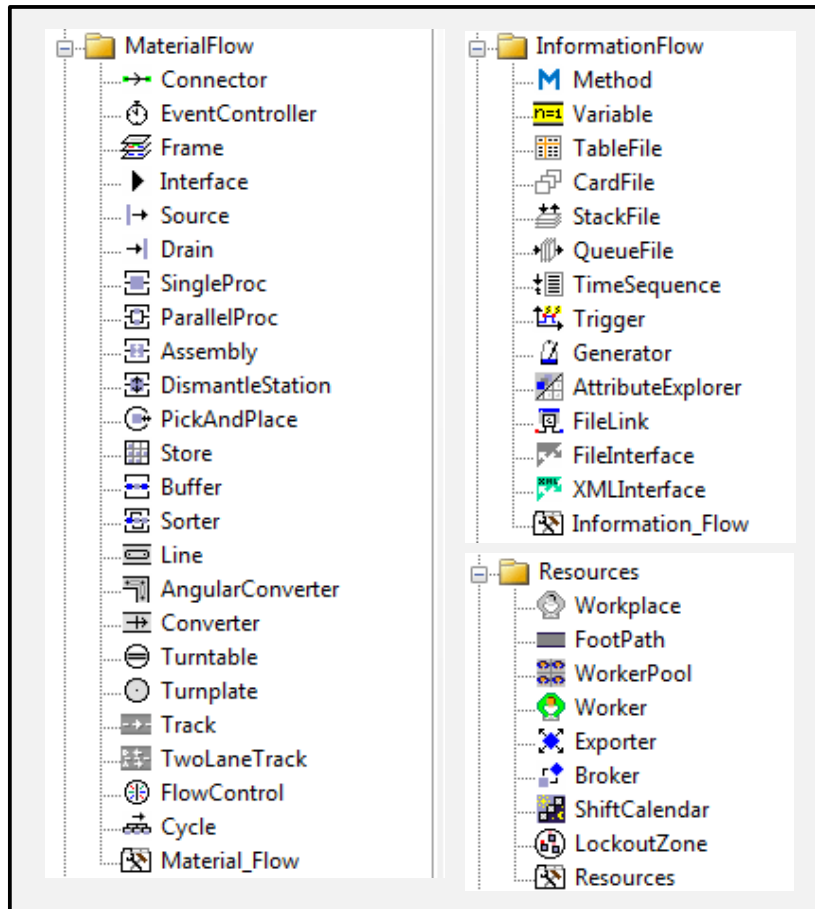 MaterialFlow
Connector
EventController
Frame
Interface
Source
Drain
SingleProc
ParallelProc
Assembly
DismantleStation
PickAndPlace
Store
Buffer
Sorter
Line
AngularConverter
Converter
Turntable
Turnplate
Track
TwoLaneTrack
FlowControl
Cycle
Material_Flow
InformationFlow
M Method
n=1 Variable
TableFile
CardFile
StackFile
QueueFile
TimeSequence
Trigger
Generator
AttributeExplorer
FileLink
FileInterface
XML XMLInterface
Information_Flow
Resources
Workplace
FootPath
WorkerPool
Worker
Exporter
Broker
ShiftCalendar
LockoutZone
Resources